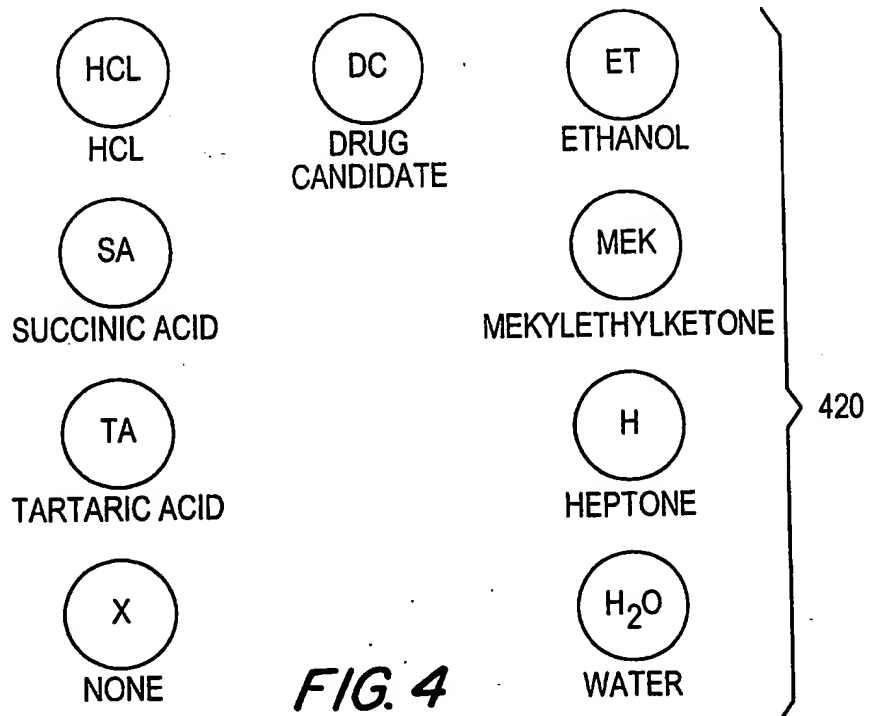 HCL
HCL
DC
DRUG
CANDIDATE
ET
ETHANOL
SA
SUCCINIC ACID
MEK
MEKYLETHYLKETONE
TA
TARTARIC ACID
H
HEPTONE
420
X
NONE
H₂O
WATER
FIG. 4